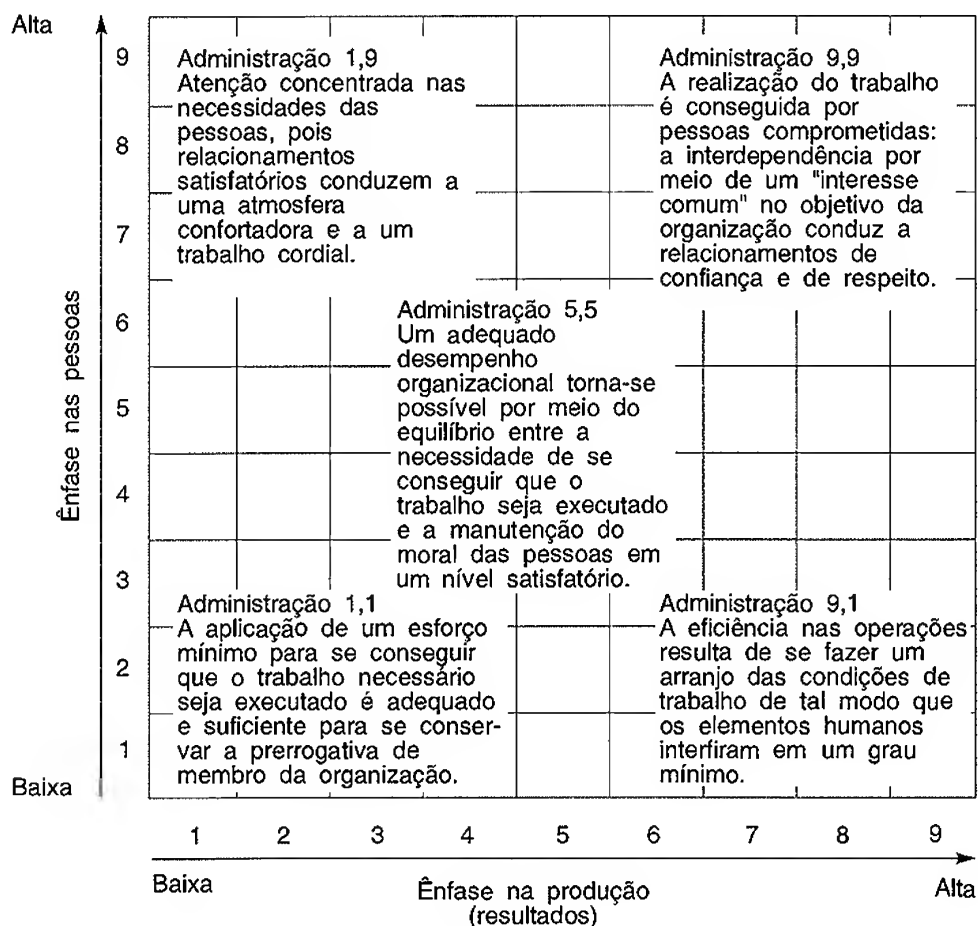 Alta
9
8
7
6
5
4
3
2
1
Baixa
Ênfase nas pessoas
Administração 1,9
Atenção concentrada nas
necessidades das
pessoas, pois
relacionamentos
satisfatórios conduzem a
uma atmosfera
confortadora e a um
trabalho cordial.
Administração 9,9
A realização do trabalho
é conseguida por
pessoas comprometidas:
a interdependência por
meio de um "interesse
comum" no objetivo da
organização conduz a
relacionamentos de
confiança e de respeito.
Administração 5,5
Um adequado
desempenho
organizacional torna-se
possível por meio do
equilíbrio entre a
necessidade de se
conseguir que o
trabalho seja executado
e a manutenção do
moral das pessoas em
um nível satisfatório.
Administração 1,1
A aplicação de um esforço
mínimo para se conseguir
que o trabalho necessário
seja executado é adequado
e suficiente para se conser-
var a prerrogativa de
membro da organização.
Administração 9,1
A eficiência nas operações
resulta de se fazer um
arranjo das condições de
trabalho de tal modo que
os elementos humanos
interfiram em um grau
mínimo.
1 2 3 4 5 6 7 8 9
Baixa
Alta
Ênfase na produção
(resultados)